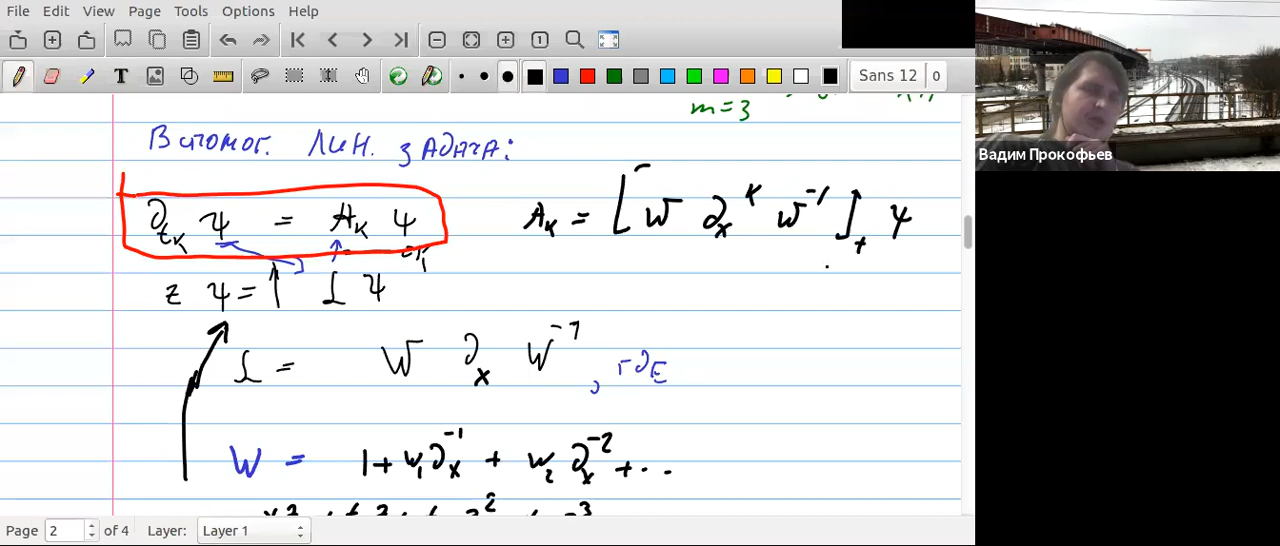 File Edit View Tools Options Help
Sans 12 0
m=3
Вспомог. Лин. задача:
∂_{t_K} ψ = A_K ψ
A_K = [W ∂_x^K W^{-1}]_+ ψ
z ψ = L ψ
L = W ∂_x W^{-1}, где
W = 1 + w_1 ∂_x^{-1} + w_2 ∂_x^{-2} + ...
Вадим Прокофьев
Page 2 of 4 Layer: Layer 1